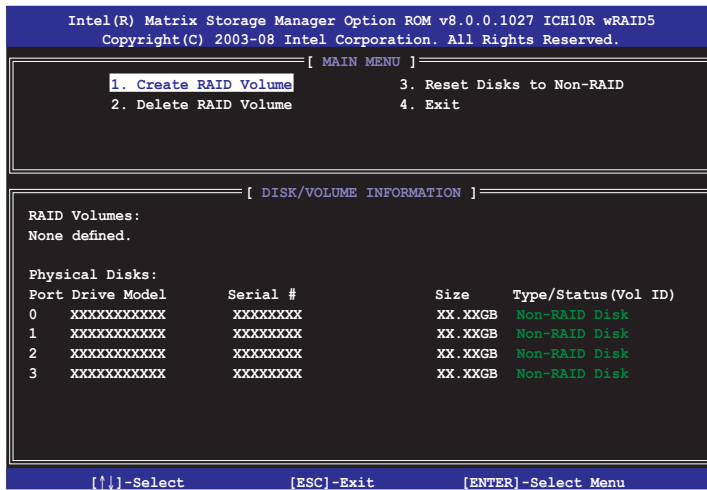 Intel(R) Matrix Storage Manager Option ROM v8.0.0.1027 ICH10R wRAID5
Copyright(C) 2003-08 Intel Corporation. All Rights Reserved.
[ MAIN MENU ]
1. Create RAID Volume 3. Reset Disks to Non-RAID
2. Delete RAID Volume 4. Exit
[ DISK/VOLUME INFORMATION ]
RAID Volumes:
None defined.
Physical Disks:
Port Drive Model Serial # Size Type/Status(Vol ID)
0 XXXXXXXXXXX XXXXXXXX XX.XXGB Non-RAID Disk
1 XXXXXXXXXXX XXXXXXXX XX.XXGB Non-RAID Disk
2 XXXXXXXXXXX XXXXXXXX XX.XXGB Non-RAID Disk
3 XXXXXXXXXXX XXXXXXXX XX.XXGB Non-RAID Disk
[↑↓]-Select [ESC]-Exit [ENTER]-Select Menu